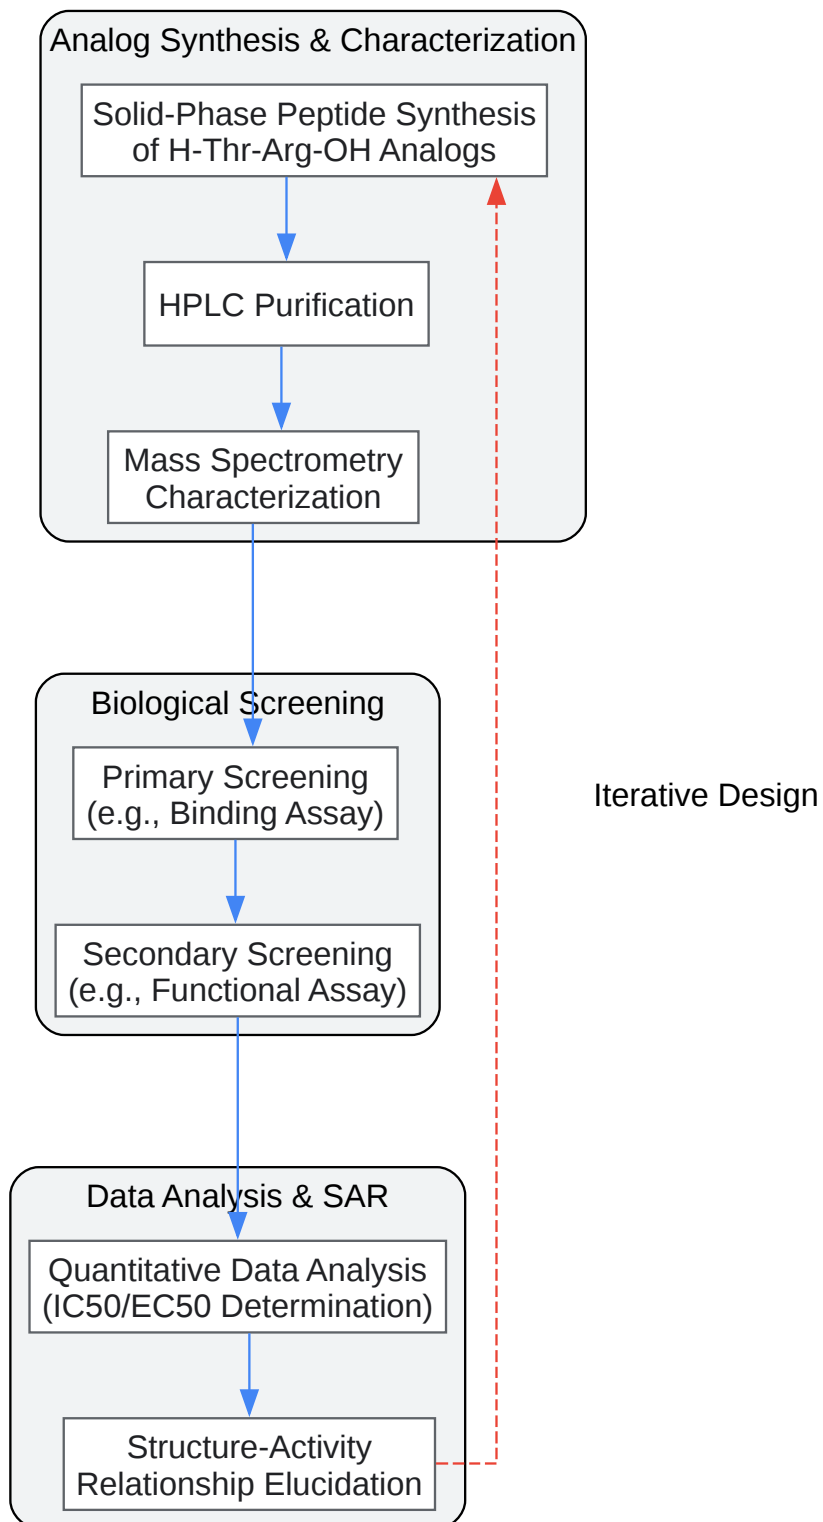 Analog Synthesis & Characterization
Solid-Phase Peptide Synthesis
of H-Thr-Arg-OH Analogs
HPLC Purification
Mass Spectrometry
Characterization
Biological Screening
Primary Screening
(e.g., Binding Assay)
Iterative Design
Secondary Screening
(e.g., Functional Assay)
Data Analysis & SAR
Quantitative Data Analysis
(IC50/EC50 Determination)
Structure-Activity
Relationship Elucidation